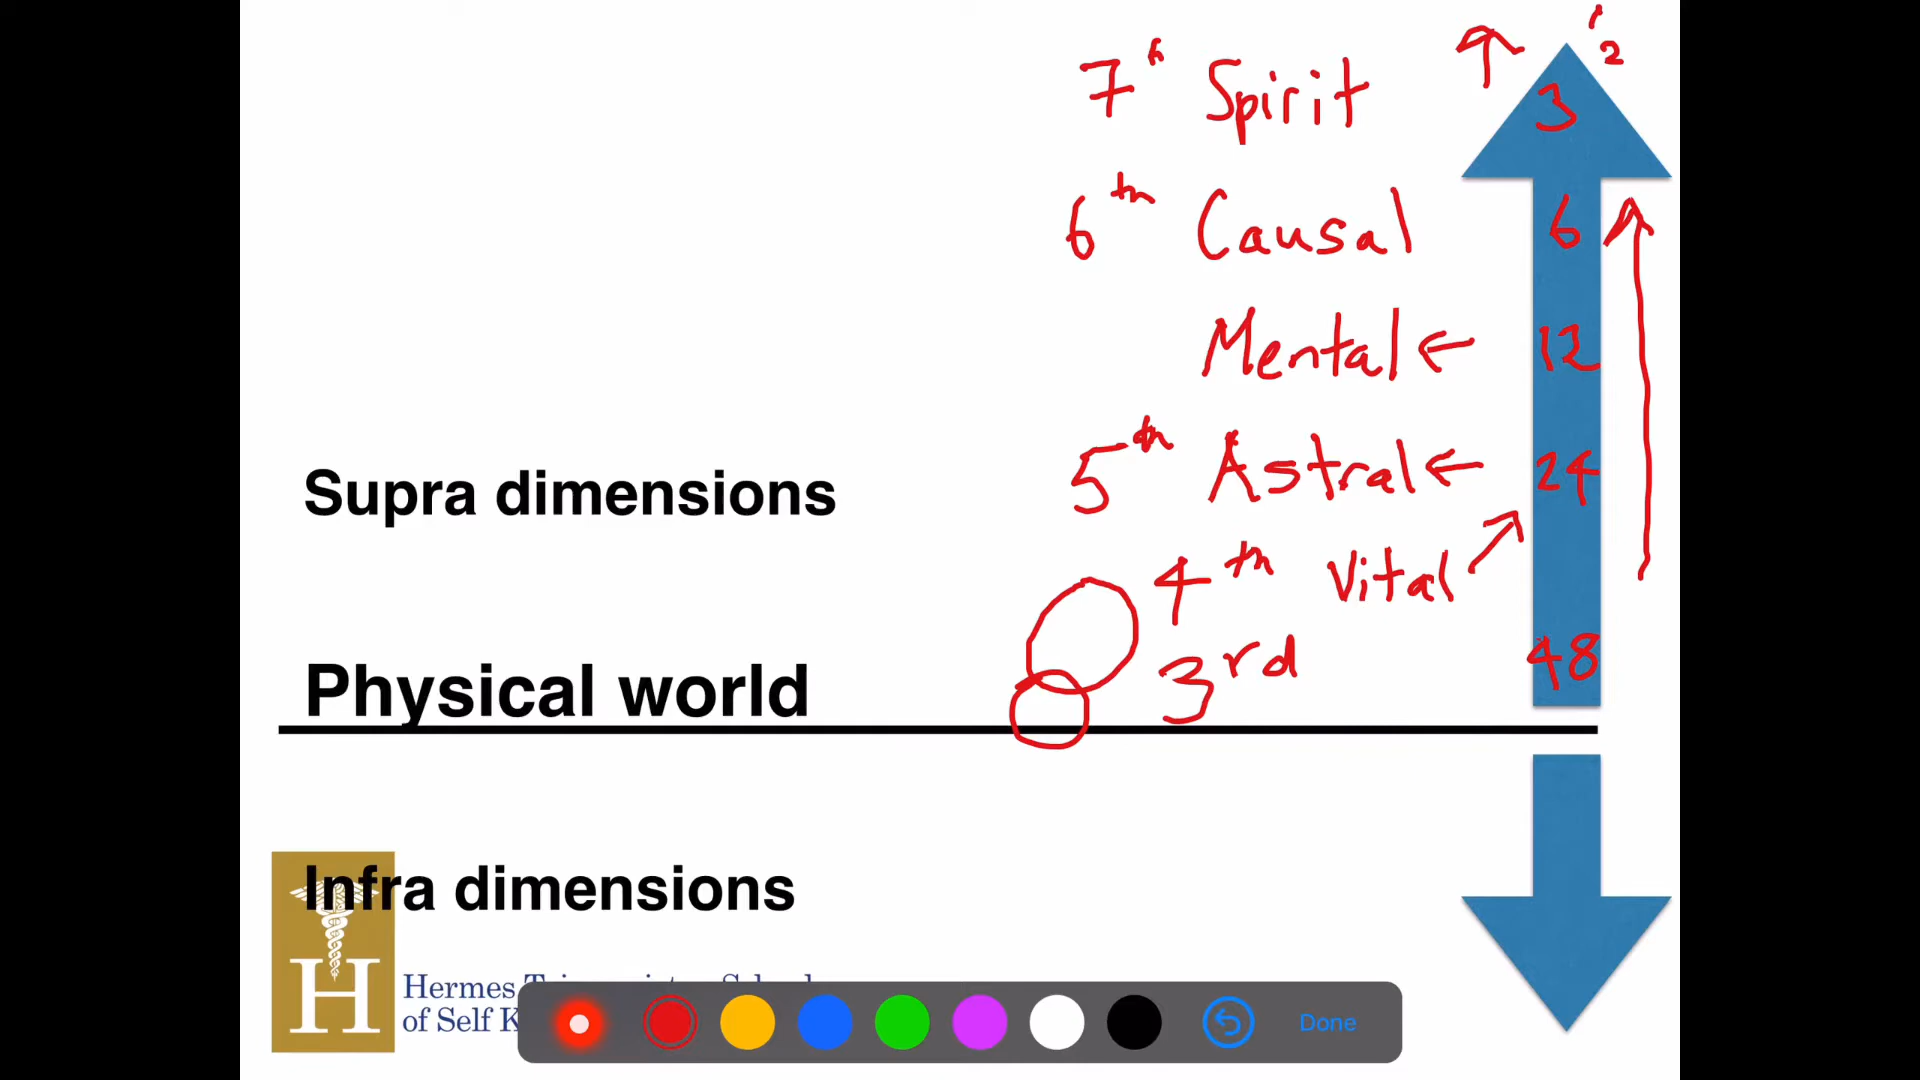 1
2
7th Spirit 3
6th Causal 6
Mental 12
5th Astral 24
Supra dimensions
4th Vital
3rd 48
Physical world
Infra dimensions
H
Hermes
of Self
Done